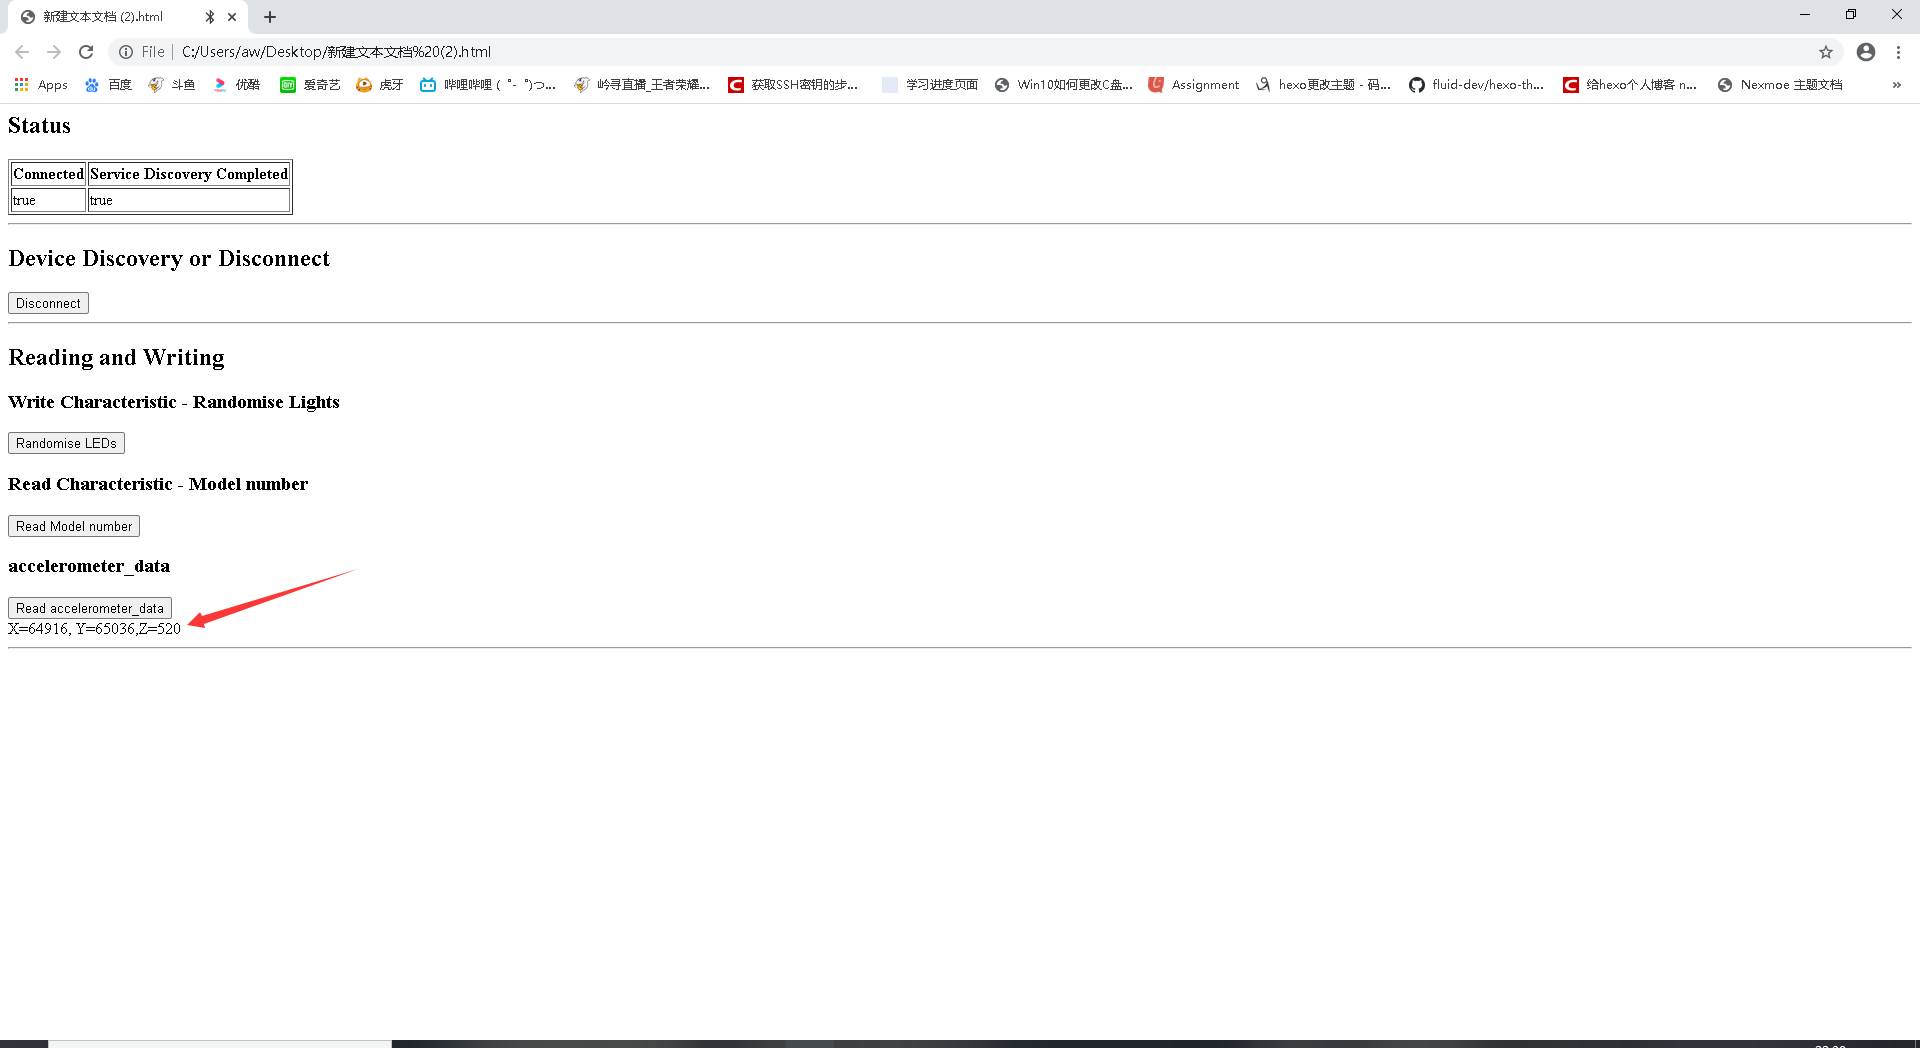 新建文本文档 (2).html
File | C:/Users/aw/Desktop/新建文本文档%20(2).html
Apps 百度 斗鱼 优酷 爱奇艺 虎牙 哔哩哔哩 ( ゜- ゜)つ... 岭寻直播_王者荣耀... 获取SSH密钥的步... 学习进度页面 Win10如何更改C盘... Assignment hexo更改主题 - 码... fluid-dev/hexo-th... 给hexo个人博客 n... Nexmoe 主题文档 »
Status
Connected Service Discovery Completed
true true
Device Discovery or Disconnect
Disconnect
Reading and Writing
Write Characteristic - Randomise Lights
Randomise LEDs
Read Characteristic - Model number
Read Model number
accelerometer_data
Read accelerometer_data
X=64916, Y=65036,Z=520